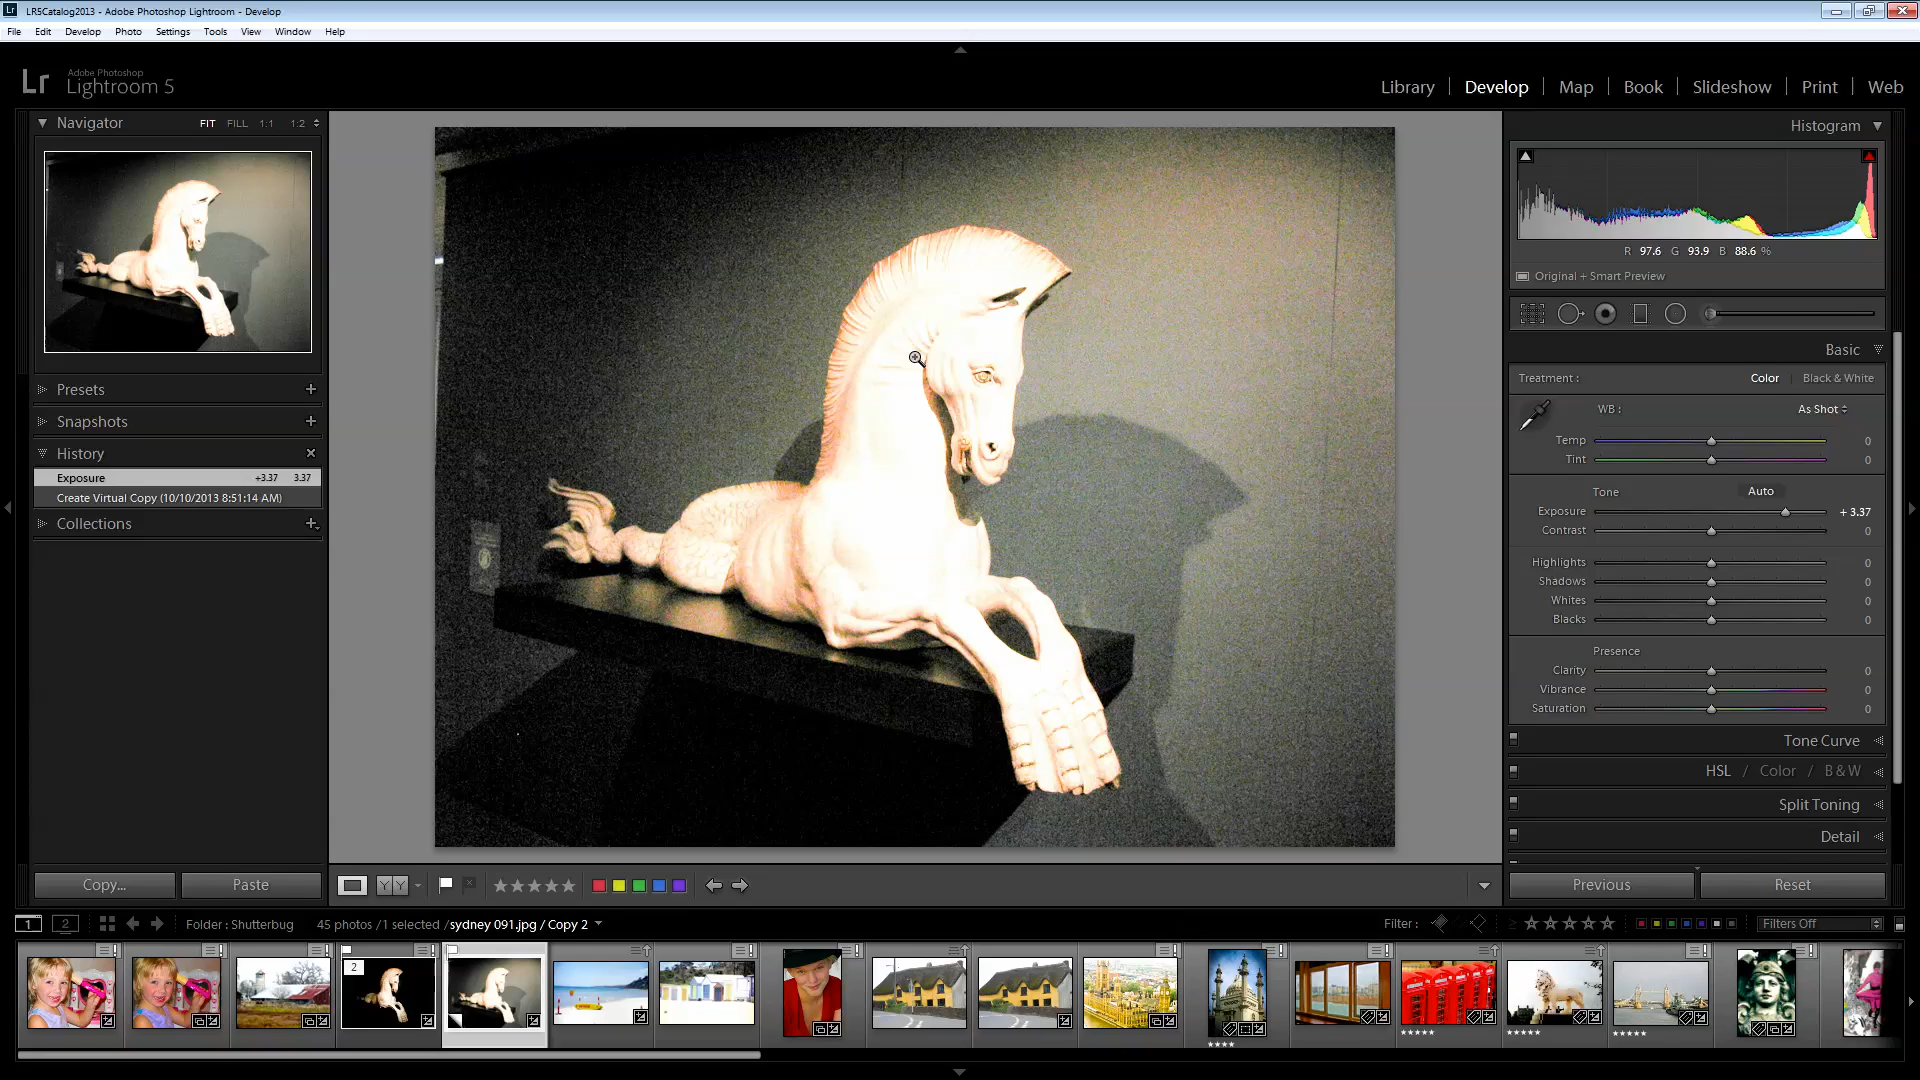 LR5Catalog2013 - Adobe Photoshop Lightroom - Develop
File Edit Develop Photo Settings Tools View Window Help
Lr Adobe Photoshop
Lightroom 5
Library | Develop | Map | Book | Slideshow | Print | Web
Navigator FIT FILL 1:1 1:2
Histogram
R 97.6 G 93.9 B 88.6 %
Original + Smart Preview
Basic
Treatment : Color Black & White
WB : As Shot
Temp 0
Tint 0
Tone Auto
Exposure + 3.37
Contrast 0
Highlights 0
Shadows 0
Whites 0
Blacks 0
Presence
Clarity 0
Vibrance 0
Saturation 0
Tone Curve
HSL / Color / B & W
Split Toning
Detail
Previous Reset
Presets
Snapshots
History
Exposure +3.37 3.37
Create Virtual Copy (10/10/2013 8:51:14 AM)
Collections
Copy... Paste
1 2 Folder : Shutterbug 45 photos / 1 selected / sydney 091.jpg / Copy 2 Filter : Filters Off
2